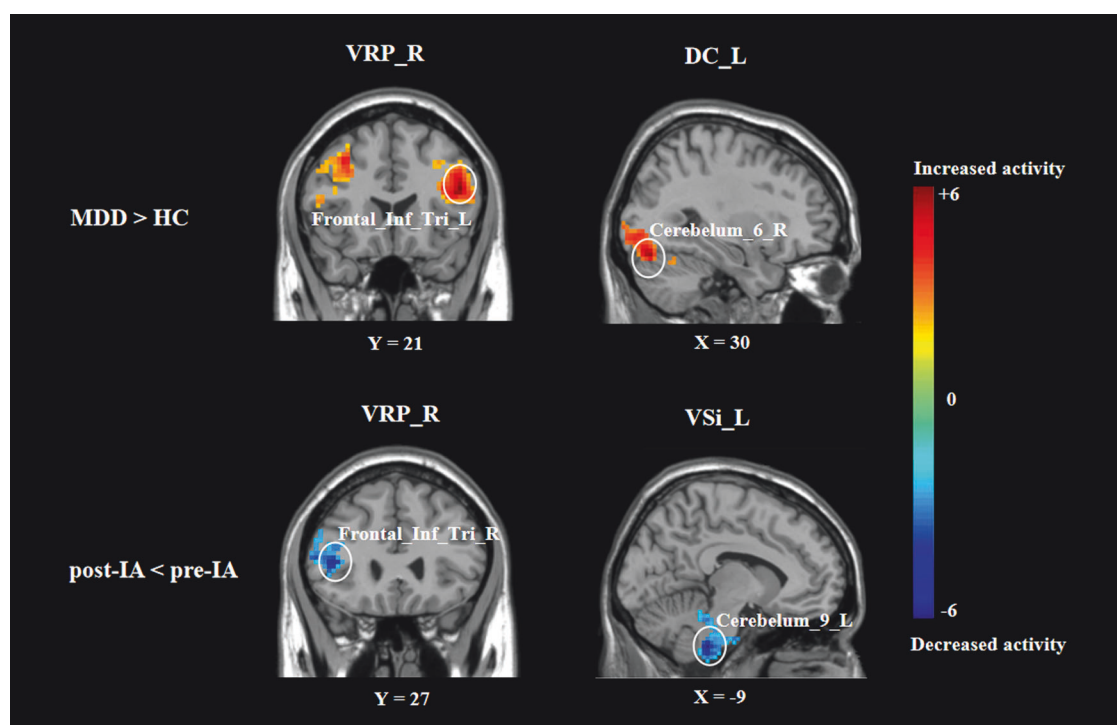 VRP_R
DC_L
Increased activity
+6
MDD > HC
Frontal_Inf_Tri_L
Cerebelum_6_R
Y = 21
X = 30
0
VRP_R
VSi_L
Frontal_Inf_Tri_R
post-IA < pre-IA
-6
Cerebelum_9_L
Decreased activity
Y = 27
X = -9